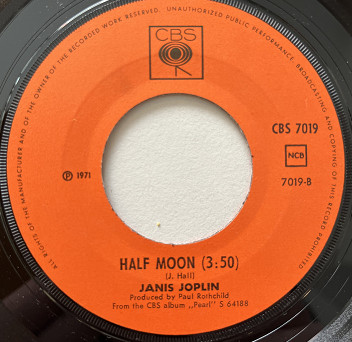 ALL RIGHTS OF THE MANUFACTURER AND OF THE OWNER OF THE RECORDED WORK RESERVED. UNAUTHORIZED PUBLIC PERFORMANCE, BROADCASTING AND COPYING OF THIS RECORD PROHIBITED
CBS
CBS 7019
NCB
℗ 1971
7019-B
HALF MOON (3:50)
(J. Hall)
JANIS JOPLIN
Produced by Paul Rothchild
From the CBS album „Pearl" S 64188